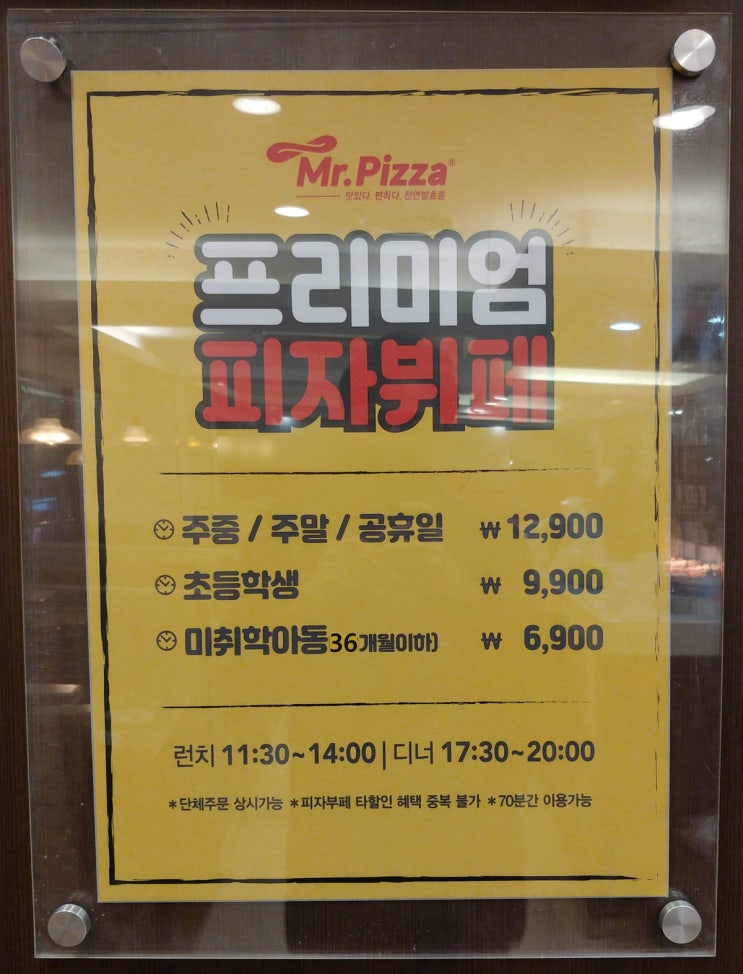 Mr.Pizza®
맛있다. 편하다. 천연발효종
프리미엄
피자뷔페
주중 / 주말 / 공휴일 ₩ 12,900
초등학생 ₩ 9,900
미취학아동36개월이하) ₩ 6,900
런치 11:30~14:00 | 디너 17:30~20:00
*단체주문 상시가능 *피자부페 타할인 혜택 중복 불가 *70분간 이용가능